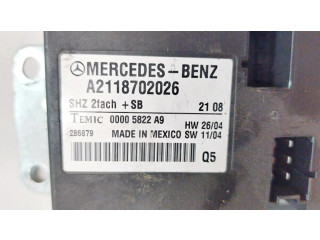 MERCEDES-BENZ
A2118702026
SHZ 2fach + SB 21 08
TEMIC 0000 5822 A9 HW 26/04
286879 MADE IN MEXICO SW 11/04
Q5